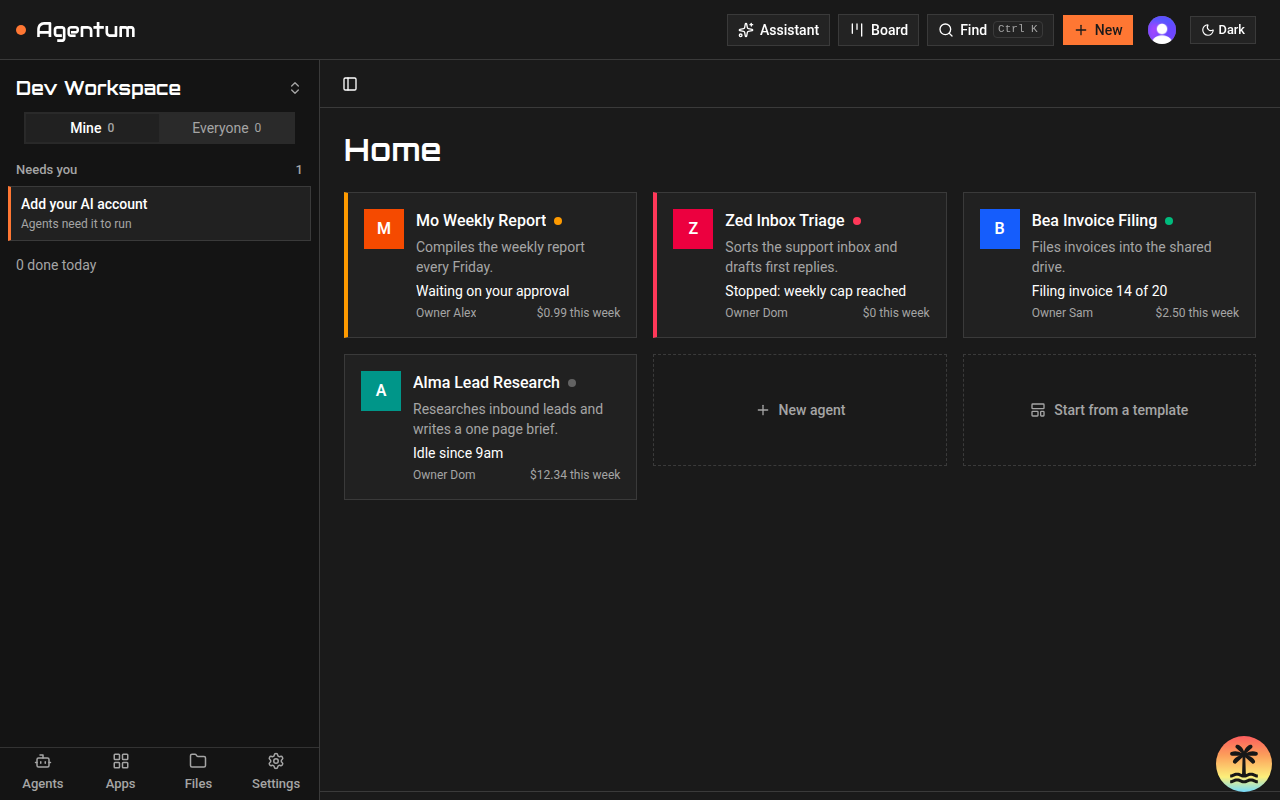 Agentum
Assistant
Board
Find Ctrl K
New
Dark
Dev Workspace
Mine 0
Everyone 0
Needs you 1
Add your AI account
Agents need it to run
0 done today
Agents
Apps
Files
Settings
Home
M
Mo Weekly Report
Compiles the weekly report
every Friday.
Waiting on your approval
Owner Alex $0.99 this week
Z
Zed Inbox Triage
Sorts the support inbox and
drafts first replies.
Stopped: weekly cap reached
Owner Dom $0 this week
B
Bea Invoice Filing
Files invoices into the shared
drive.
Filing invoice 14 of 20
Owner Sam $2.50 this week
A
Alma Lead Research
Researches inbound leads and
writes a one page brief.
Idle since 9am
Owner Dom $12.34 this week
New agent
Start from a template